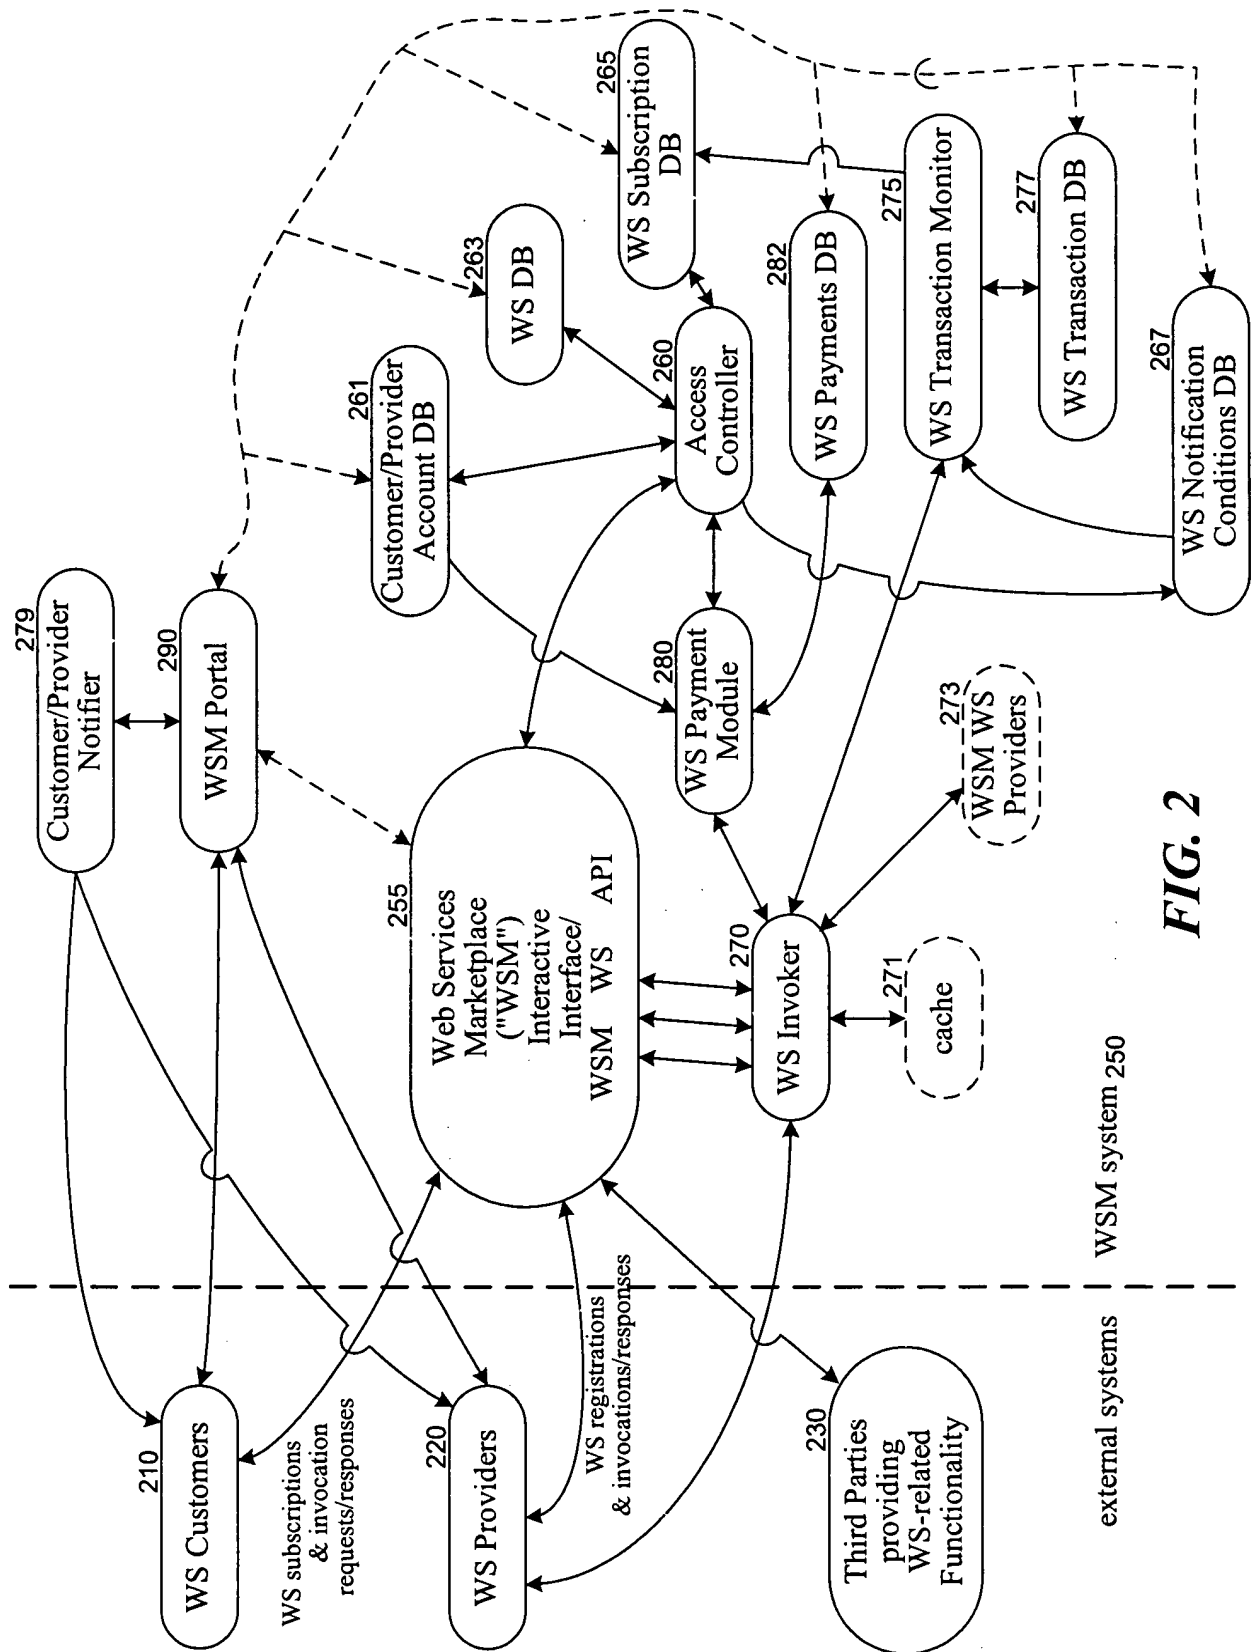 279
Customer/Provider
Notifier
290
WSM Portal
261
Customer/Provider
Account DB
263
WS DB
265
WS Subscription
DB
210
WS Customers
WS subscriptions
& invocation
requests/responses
220
WS Providers
WS registrations
& invocations/responses
230
Third Parties
providing
WS-related
Functionality
255
Web Services
Marketplace
("WSM")
Interactive
Interface/
WSM WS API
260
Access
Controller
280
WS Payment
Module
282
WS Payments DB
270
WS Invoker
271
cache
273
WSM WS
Providers
275
WS Transaction Monitor
277
WS Transaction DB
267
WS Notification
Conditions DB
external systems
WSM system 250
FIG. 2